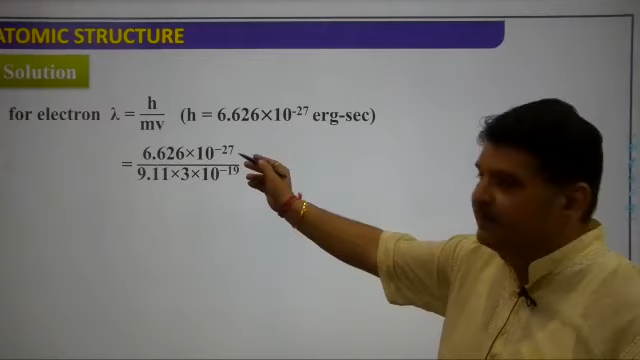 ATOMIC STRUCTURE
Solution
for electron λ = h/mv (h = 6.626×10⁻²⁷ erg-sec)
= 6.626×10⁻²⁷ / 9.11×3×10⁻¹⁹